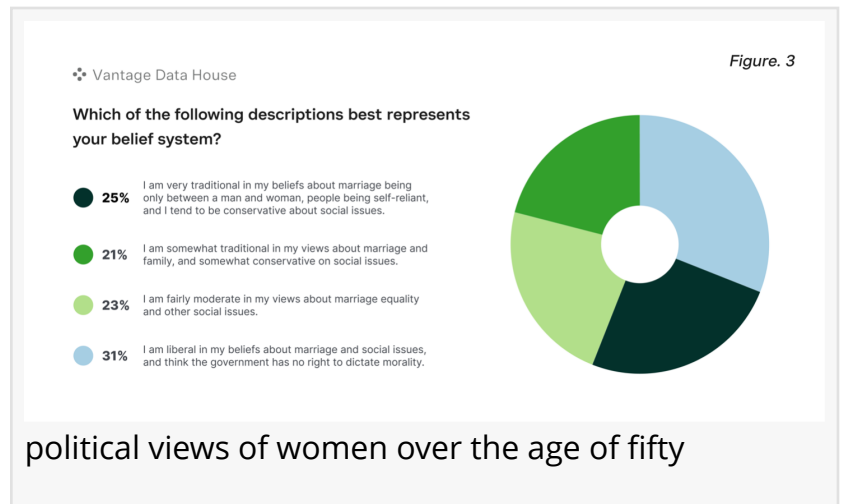 Figure. 3
Vantage Data House
Which of the following descriptions best represents
your belief system?
25%
I am very traditional in my beliefs about marriage being
only between a man and woman, people being self-reliant,
and I tend to be conservative about social issues.
21%
I am somewhat traditional in my views about marriage and
family, and somewhat conservative on social issues.
23%
I am fairly moderate in my views about marriage equality
and other social issues.
31%
I am liberal in my beliefs about marriage and social issues,
and think the government has no right to dictate morality.
political views of women over the age of fifty